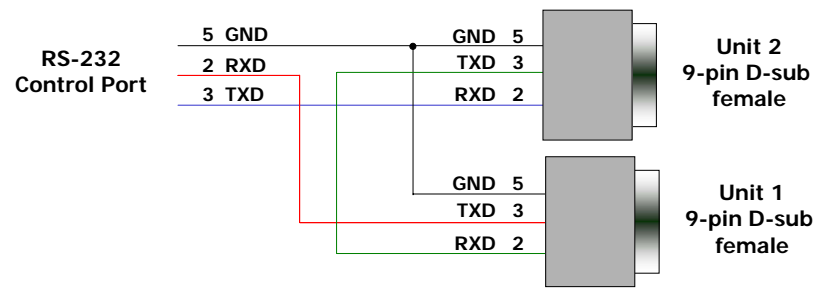 RS-232
Control Port
5 GND
2 RXD
3 TXD
GND 5
TXD 3
RXD 2
Unit 2
9-pin D-sub
female
GND 5
TXD 3
RXD 2
Unit 1
9-pin D-sub
female